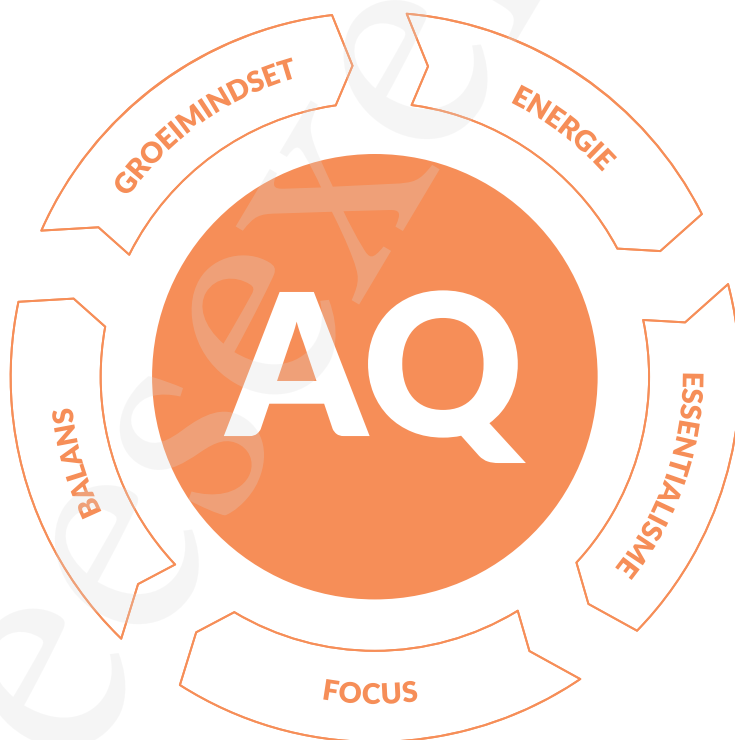 GROEIMINDSET
ENERGIE
AQ
BALANS
ESSENTIALISME
FOCUS